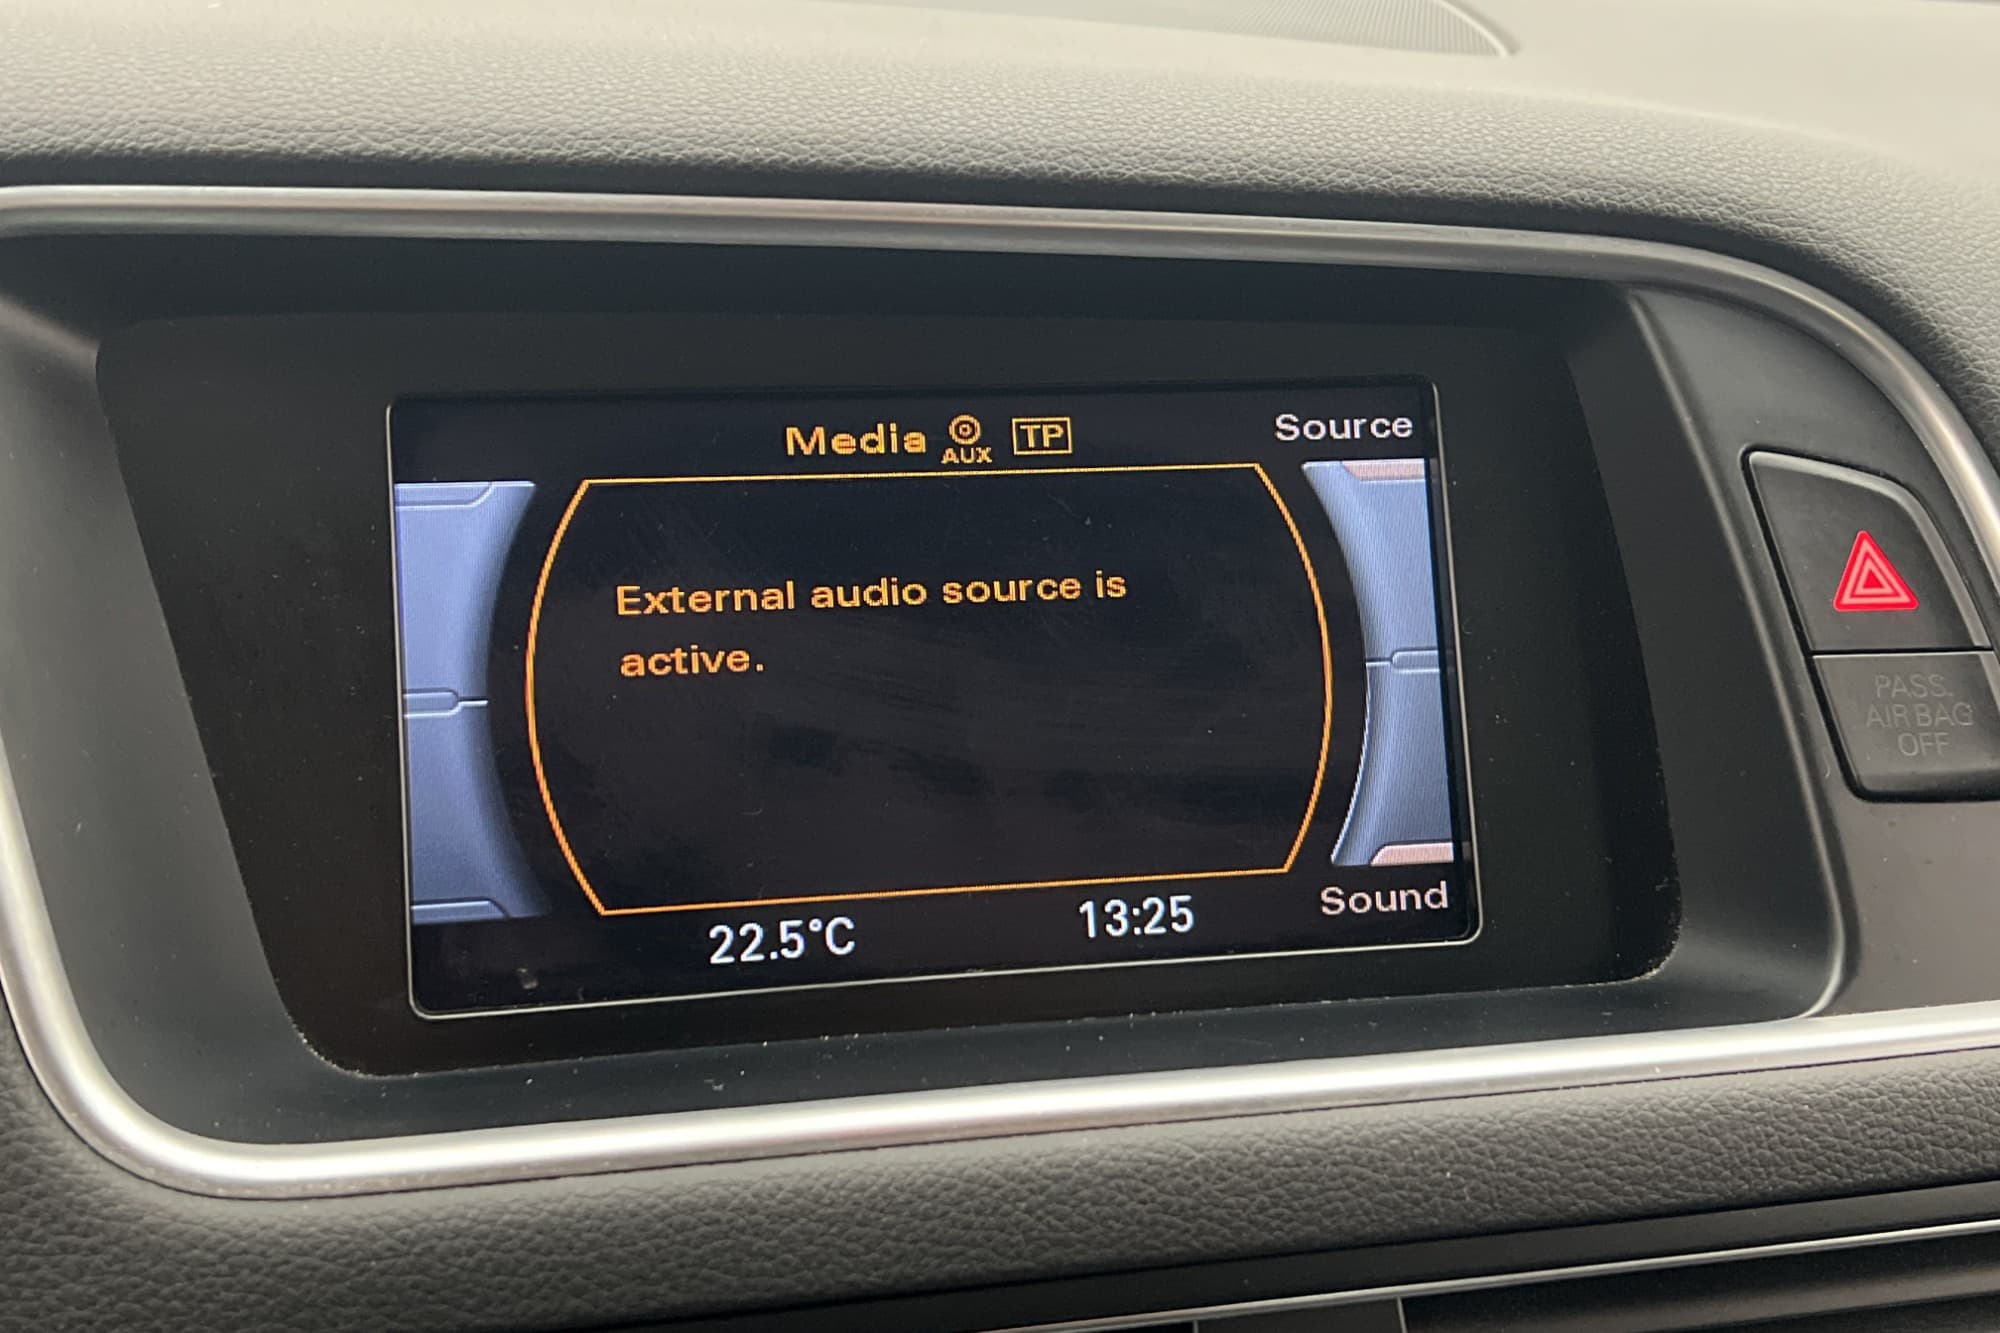 Media AUX TP
Source
External audio source is
active.
22.5°C
13:25
Sound
PASS.
AIR BAG
OFF